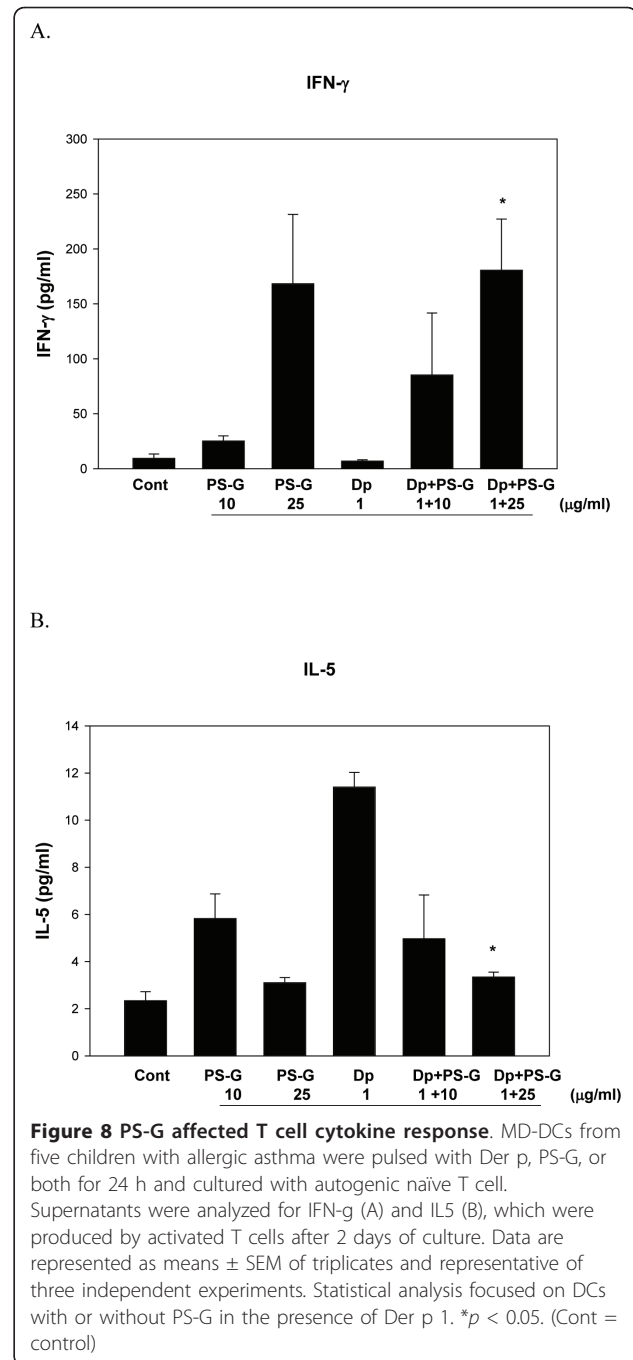 A.
IFN-γ
300
250
200
150
100
50
0
IFN-γ (pg/ml)
*
Cont PS-G PS-G Dp Dp+PS-G Dp+PS-G
10 25 1 1+10 1+25 (μg/ml)
B.
IL-5
14
12
10
8
6
4
2
0
IL-5 (pg/ml)
*
Cont PS-G PS-G Dp Dp+PS-G Dp+PS-G
10 25 1 1 +10 1+25 (μg/ml)
Figure 8 PS-G affected T cell cytokine response. MD-DCs from
five children with allergic asthma were pulsed with Der p, PS-G, or
both for 24 h and cultured with autogenic naïve T cell.
Supernatants were analyzed for IFN-g (A) and IL5 (B), which were
produced by activated T cells after 2 days of culture. Data are
represented as means ± SEM of triplicates and representative of
three independent experiments. Statistical analysis focused on DCs
with or without PS-G in the presence of Der p 1. *p < 0.05. (Cont =
control)